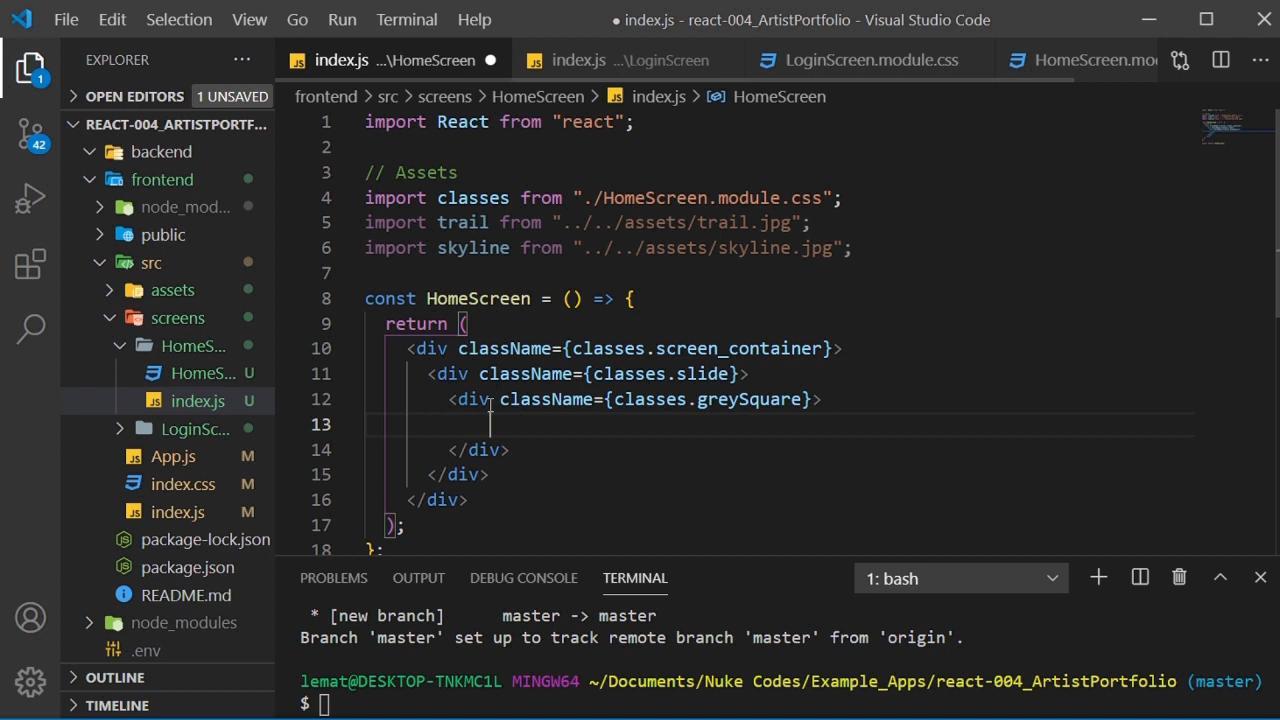 File Edit Selection View Go Run Terminal Help ● index.js - react-004_ArtistPortfolio - Visual Studio Code
EXPLORER ...
1
42
OPEN EDITORS 1 UNSAVED
REACT-004_ARTISTPORTF...
backend
frontend
node_mod...
public
src
assets
screens
HomeS...
HomeS... U
JS index.js U
LoginSc...
JS App.js M
index.css M
JS index.js M
package-lock.json
package.json
README.md
node_modules
.env
OUTLINE
TIMELINE
JS index.js ...\HomeScreen ● JS index.js ...\LoginScreen LoginScreen.module.css HomeScreen.mo ...
frontend > src > screens > HomeScreen > JS index.js > HomeScreen
1 import React from "react";
2
3 // Assets
4 import classes from "./HomeScreen.module.css";
5 import trail from "../../assets/trail.jpg";
6 import skyline from "../../assets/skyline.jpg";
7
8 const HomeScreen = () => {
9 return (
10 <div className={classes.screen_container}>
11 <div className={classes.slide}>
12 <div className={classes.greySquare}>
13
14 </div>
15 </div>
16 </div>
17 );
18 };
PROBLEMS OUTPUT DEBUG CONSOLE TERMINAL 1: bash
* [new branch] master -> master
Branch 'master' set up to track remote branch 'master' from 'origin'.
lemat@DESKTOP-TNKMC1L MINGW64 ~/Documents/Nuke Codes/Example_Apps/react-004_ArtistPortfolio (master)
$